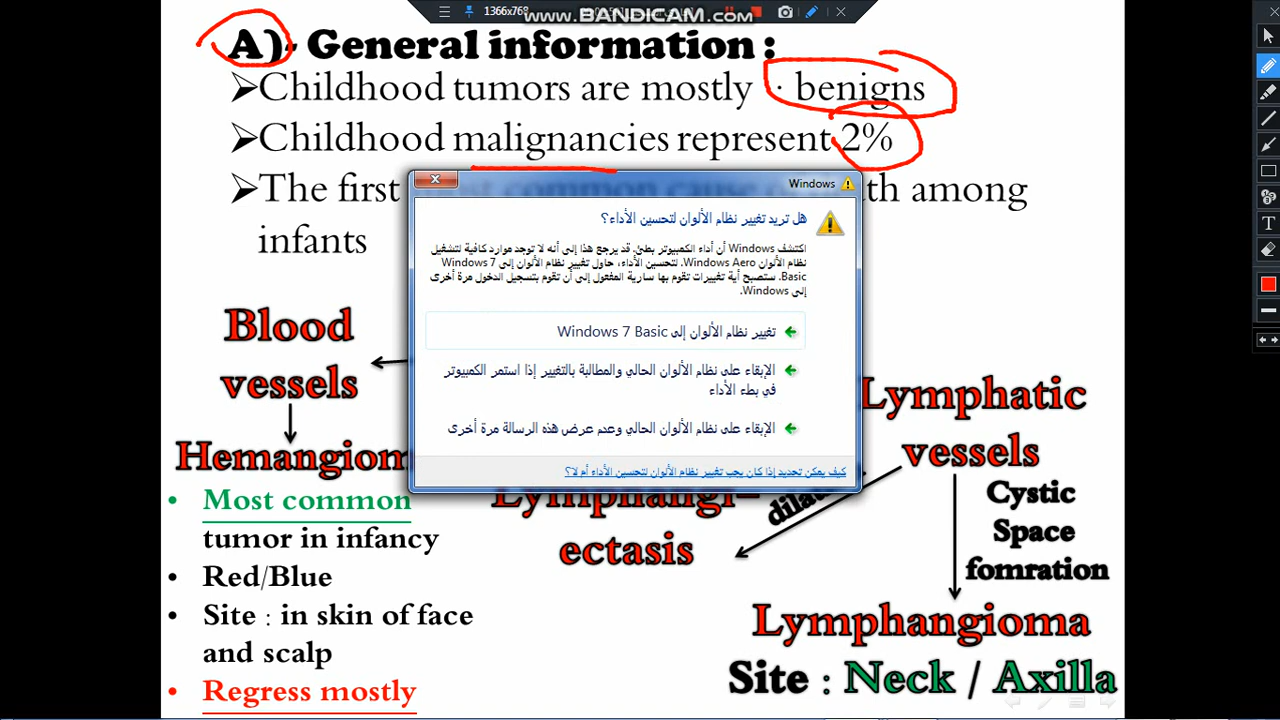 1366x768
www.BANDICAM.com
A)- General information :
Childhood tumors are mostly : benigns
Childhood malignancies represent 2%
The first most common cause of death among
infants
Windows
هل تريد تغيير نظام الألوان لتحسين الأداء؟
اكتشف Windows أن أداء الكمبيوتر بطئ. قد يرجع هذا إلى أنه لا توجد موارد كافية لتشغيل
نظام الألوان Windows Aero. لتحسين الأداء، حاول تغيير نظام الألوان إلى Windows 7
Basic. ستصبح أية تغييرات تقوم بها سارية المفعول إلى أن تقوم بتسجيل الدخول مرة أخرى
إلى Windows.
تغيير نظام الألوان إلى Windows 7 Basic
الإبقاء على نظام الألوان الحالي والمطالبة بالتغيير إذا استمر الكمبيوتر
في بطء الأداء
الإبقاء على نظام الألوان الحالي وعدم عرض هذه الرسالة مرة أخرى
كيف يمكن تحديد إذا كان يجب تغيير نظام الألوان لتحسين الأداء أم لا؟
Blood
vessels
Hemangiom
Most common
tumor in infancy
Red/Blue
Site : in skin of face
and scalp
Regress mostly
Lymphangi-
ectasis
Lymphatic
vessels
Cystic
Space
fomration
Lymphangioma
Site : Neck / Axilla